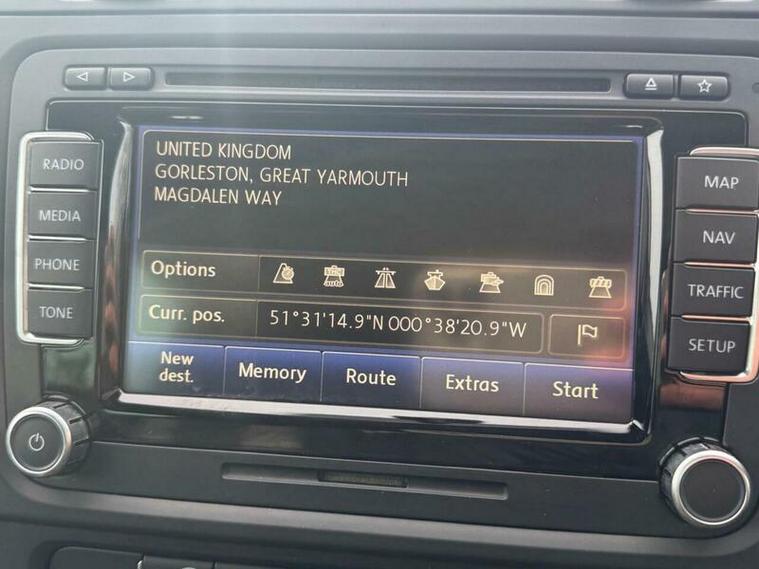 UNITED KINGDOM
GORLESTON, GREAT YARMOUTH
MAGDALEN WAY
Options
auto
Curr. pos.
51°31'14.9"N 000°38'20.9"W
New
dest.
Memory
Route
Extras
Start
RADIO
MEDIA
PHONE
TONE
MAP
NAV
TRAFFIC
SETUP